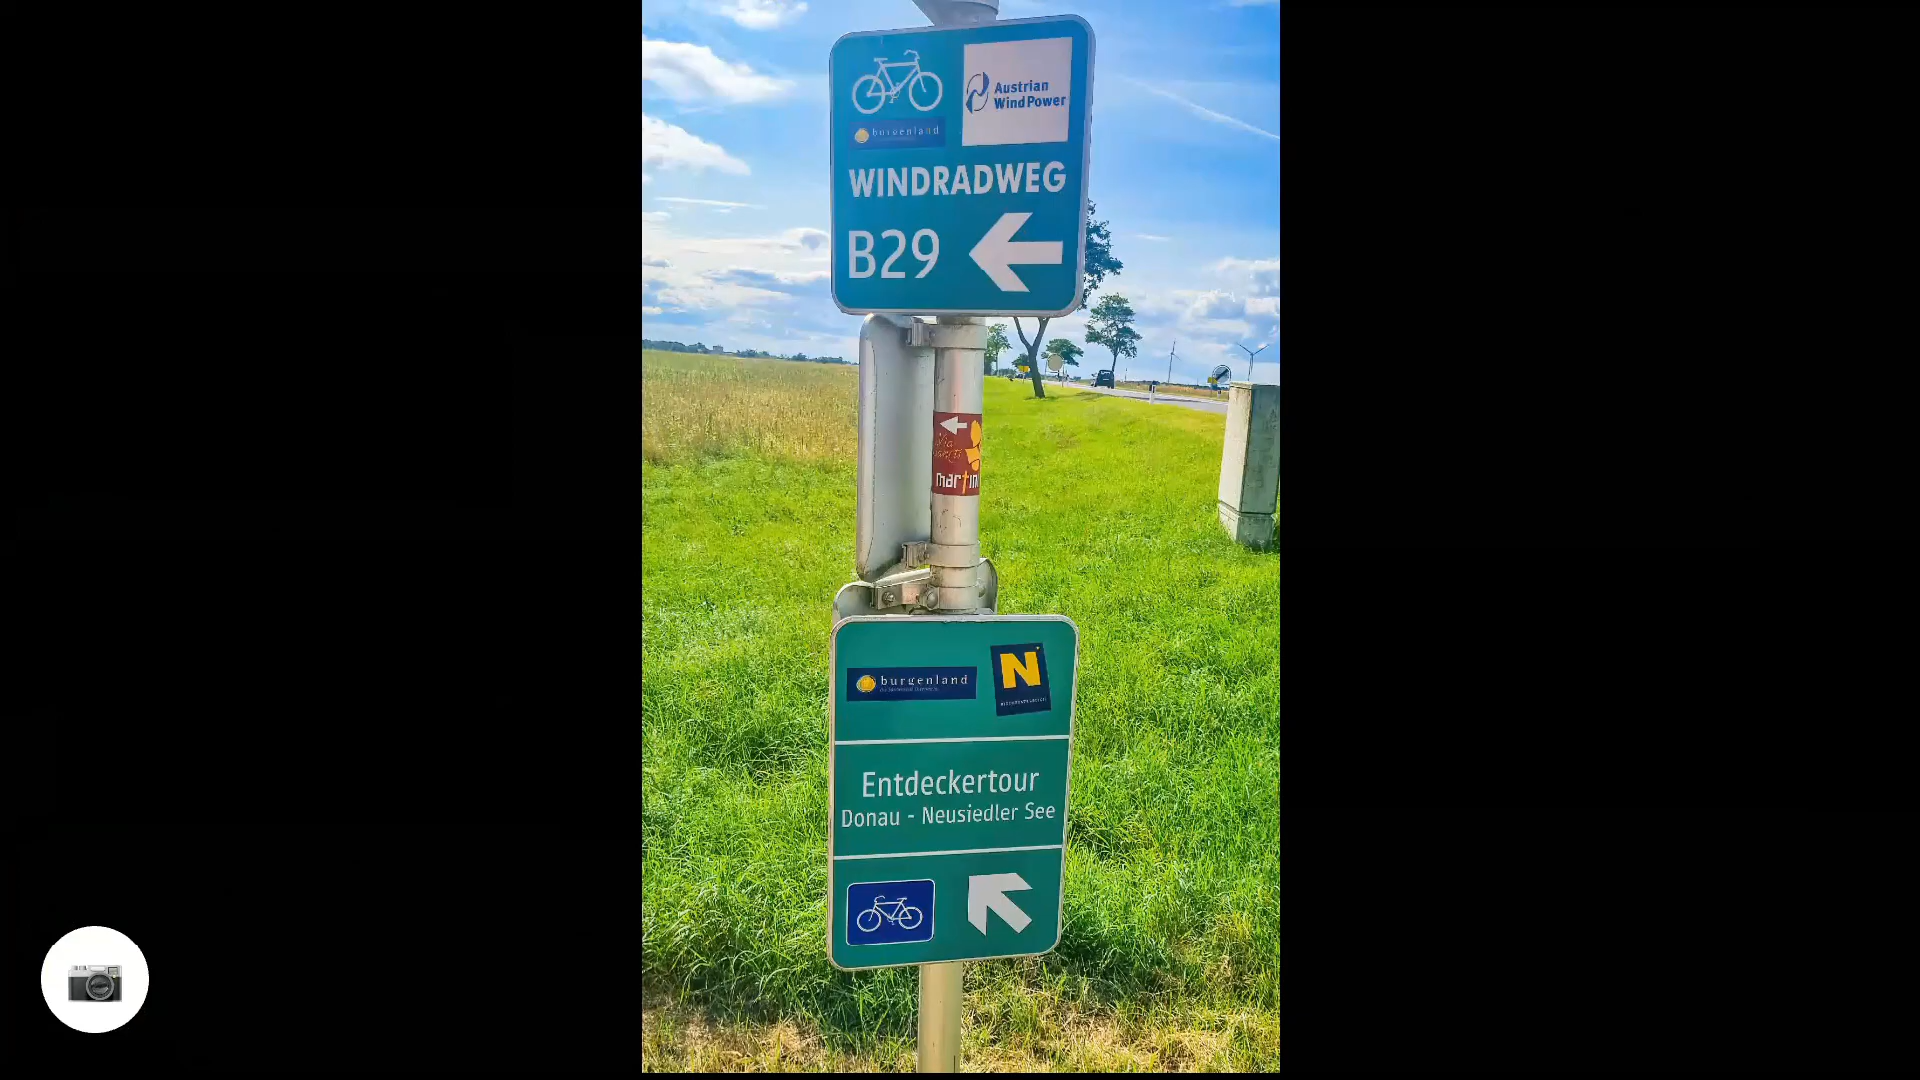 Austrian
Wind Power
burgenland
WINDRADWEG
B29
martin
burgenland
N
Entdeckertour
Donau - Neusiedler See